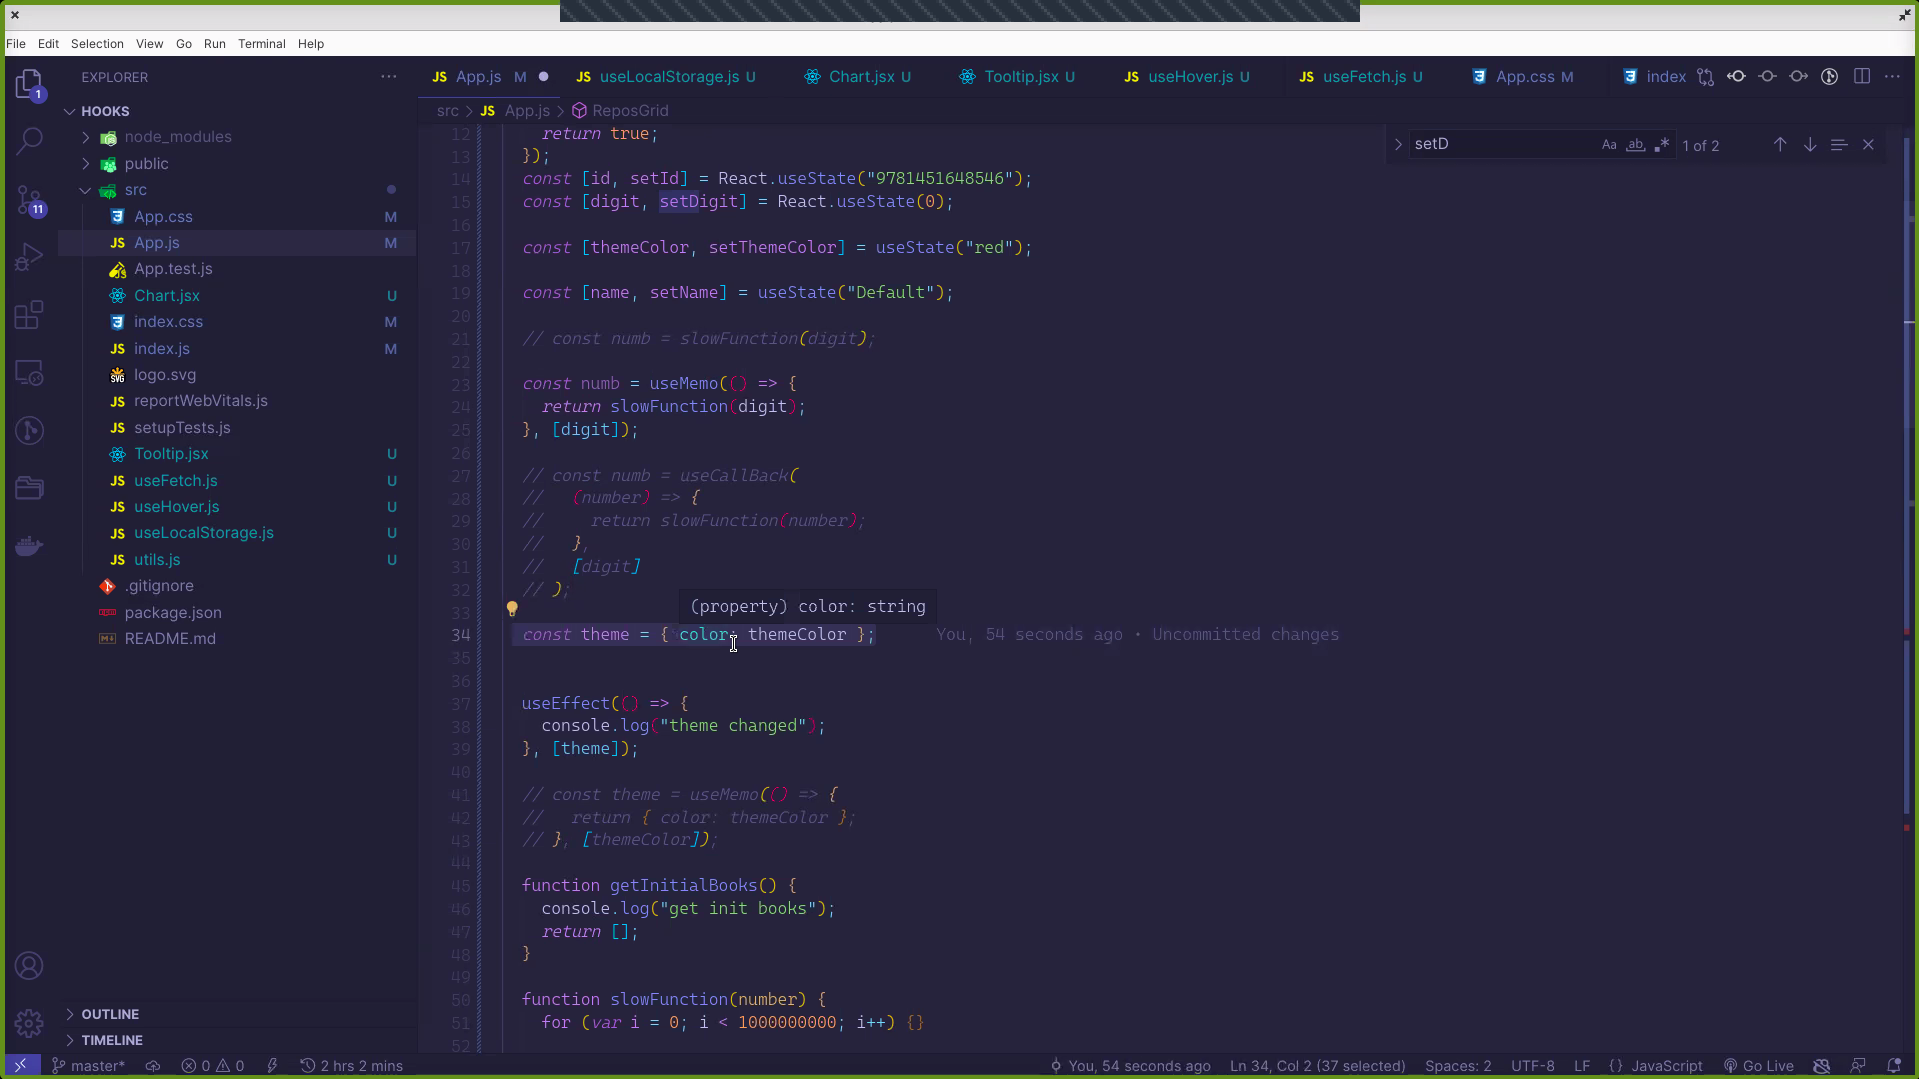 File Edit Selection View Go Run Terminal Help
EXPLORER
HOOKS
node_modules
public
src
App.css M
App.js M
App.test.js
Chart.jsx U
index.css M
index.js M
logo.svg
reportWebVitals.js
setupTests.js
Tooltip.jsx U
useFetch.js U
useHover.js U
useLocalStorage.js U
utils.js U
.gitignore
package.json
README.md
OUTLINE
TIMELINE
1
11
JS App.js M JS useLocalStorage.js U Chart.jsx U Tooltip.jsx U JS useHover.js U JS useFetch.js U App.css M JS index
src > JS App.js > ReposGrid
setD Aa ab 1 of 2
12 return true;
13 });
14 const [id, setId] = React.useState("9781451648546");
15 const [digit, setDigit] = React.useState(0);
16
17 const [themeColor, setThemeColor] = useState("red");
18
19 const [name, setName] = useState("Default");
20
21 // const numb = slowFunction(digit);
22
23 const numb = useMemo(() => {
24 return slowFunction(digit);
25 }, [digit]);
26
27 // const numb = useCallBack(
28 // (number) => {
29 // return slowFunction(number);
30 // },
31 // [digit]
32 // );
(property) color: string
33
34 const theme = { color: themeColor }; You, 54 seconds ago • Uncommitted changes
35
36
37 useEffect(() => {
38 console.log("theme changed");
39 }, [theme]);
40
41 // const theme = useMemo(() => {
42 // return { color: themeColor };
43 // }, [themeColor]);
44
45 function getInitialBooks() {
46 console.log("get init books");
47 return [];
48 }
49
50 function slowFunction(number) {
51 for (var i = 0; i < 1000000000; i++) {}
52
master* 0 0 2 hrs 2 mins You, 54 seconds ago Ln 34, Col 2 (37 selected) Spaces: 2 UTF-8 LF {} JavaScript Go Live